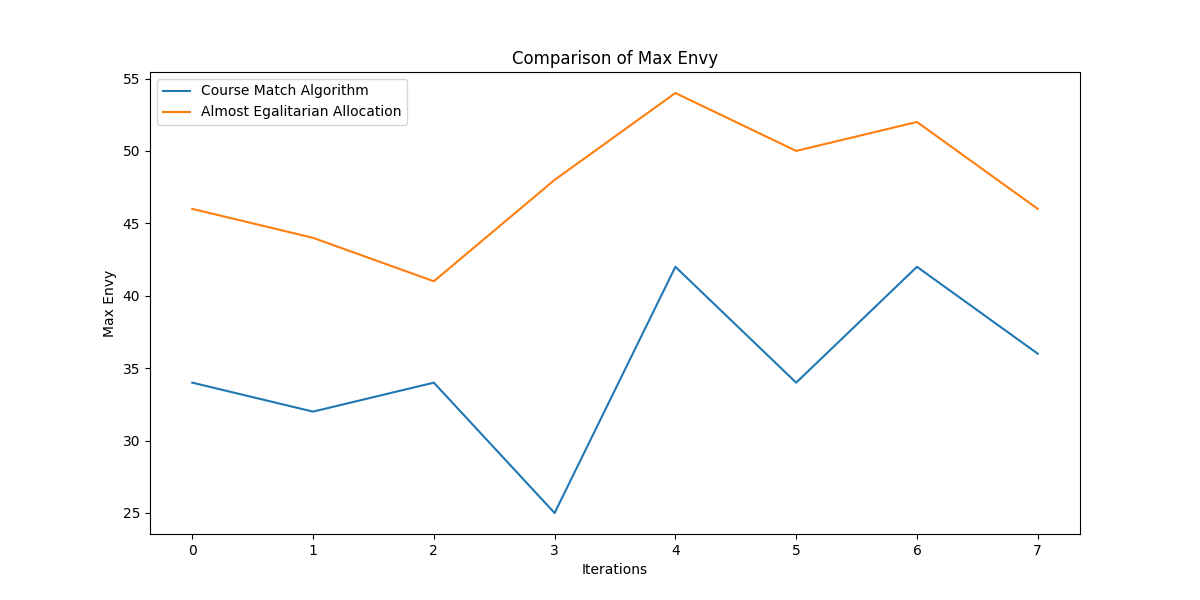 Comparison of Max Envy
Course Match Algorithm
Almost Egalitarian Allocation
Max Envy
55
50
45
40
35
30
25
0 1 2 3 4 5 6 7
Iterations